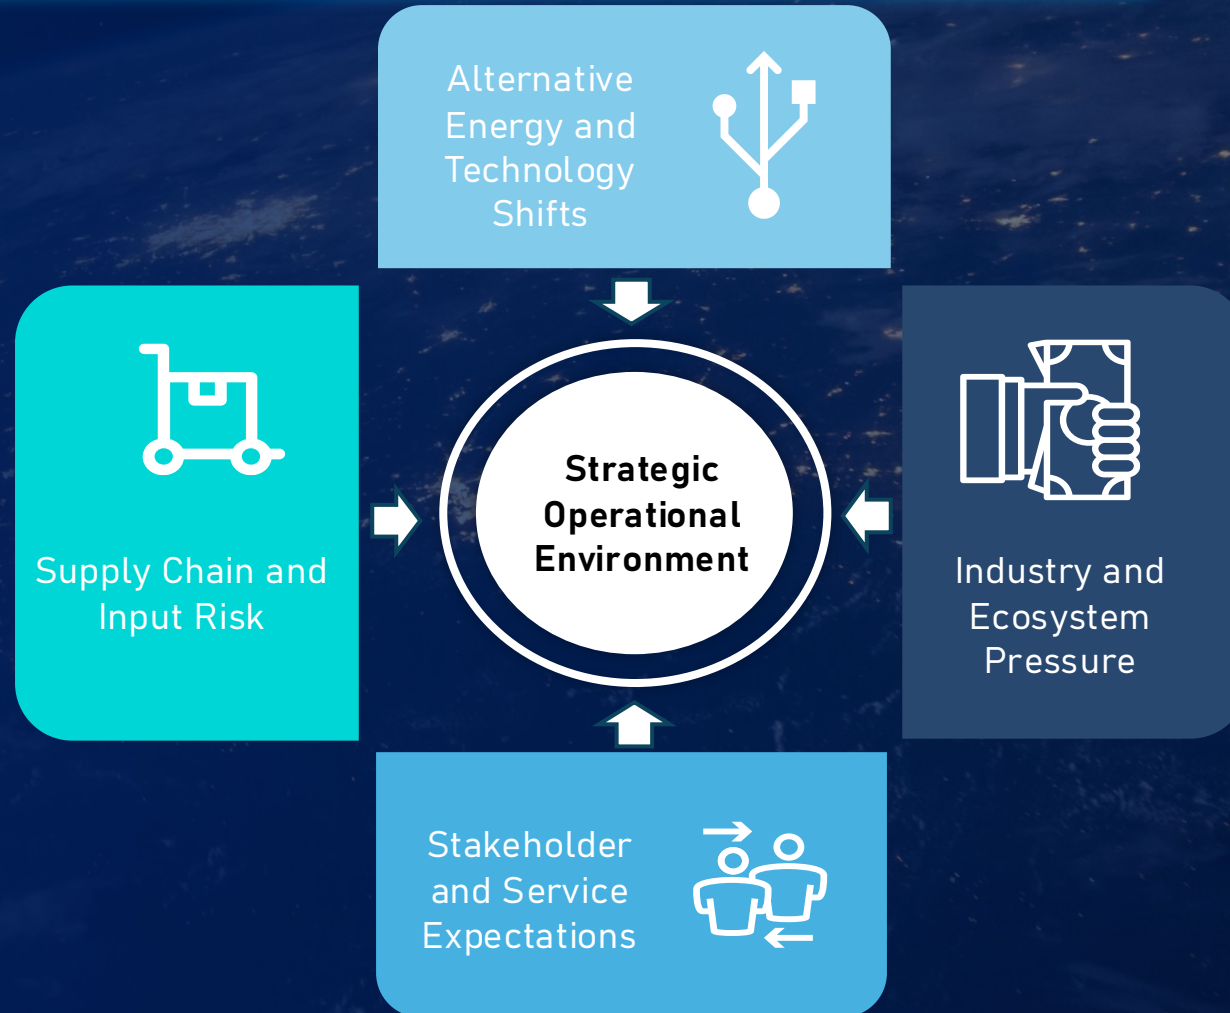 Alternative
Energy and
Technology
Shifts
Supply Chain and
Input Risk
Strategic
Operational
Environment
Industry and
Ecosystem
Pressure
Stakeholder
and Service
Expectations